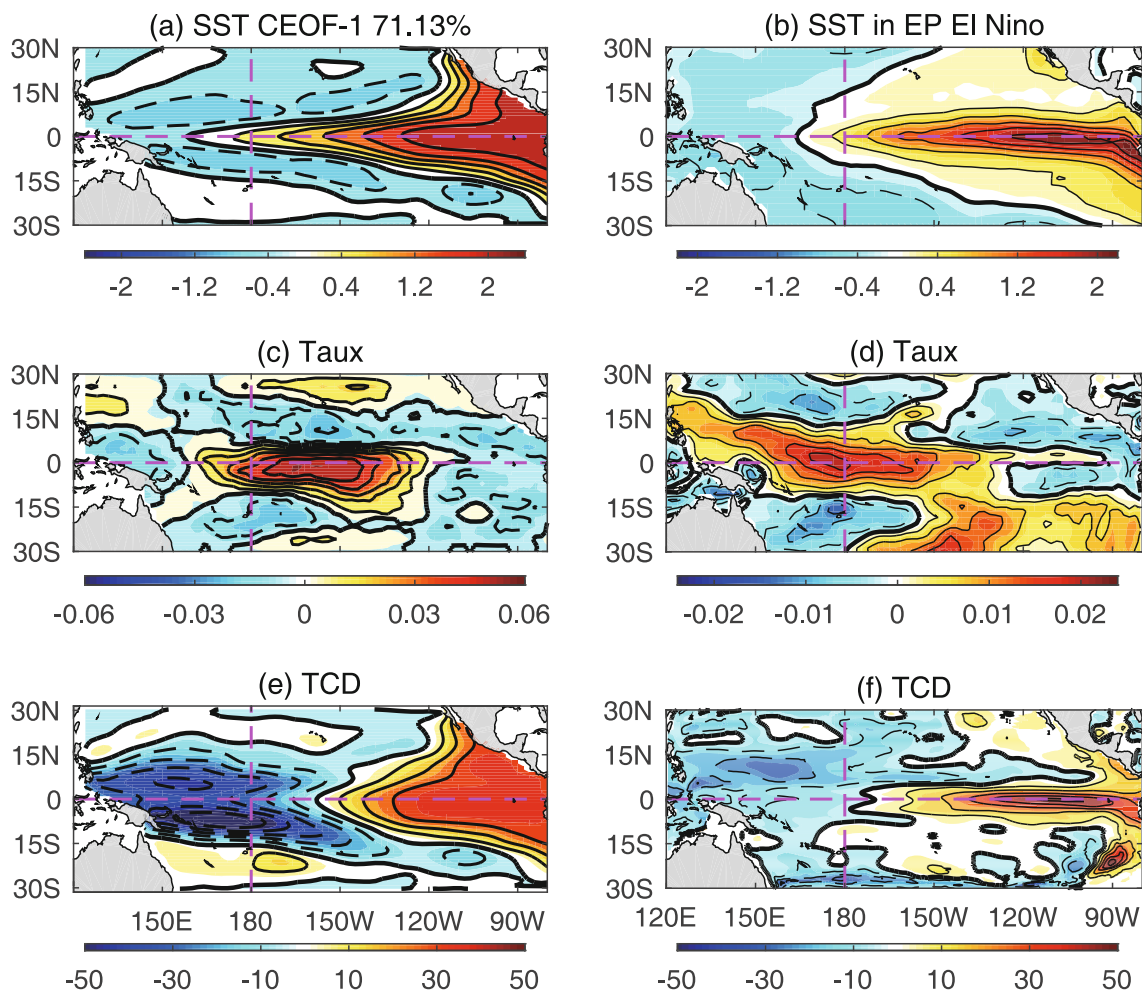 (a) SST CEOF-1 71.13%
30N
15N
0
15S
30S
-2 -1.2 -0.4 0.4 1.2 2
(b) SST in EP El Nino
30N
15N
0
15S
30S
-2 -1.2 -0.4 0.4 1.2 2
(c) Taux
30N
15N
0
15S
30S
-0.06 -0.03 0 0.03 0.06
(d) Taux
30N
15N
0
15S
30S
-0.02 -0.01 0 0.01 0.02
(e) TCD
30N
15N
0
15S
30S
150E 180 150W 120W 90W
-50 -30 -10 10 30 50
(f) TCD
30N
15N
0
15S
30S
120E 150E 180 150W 120W 90W
-50 -30 -10 10 30 50